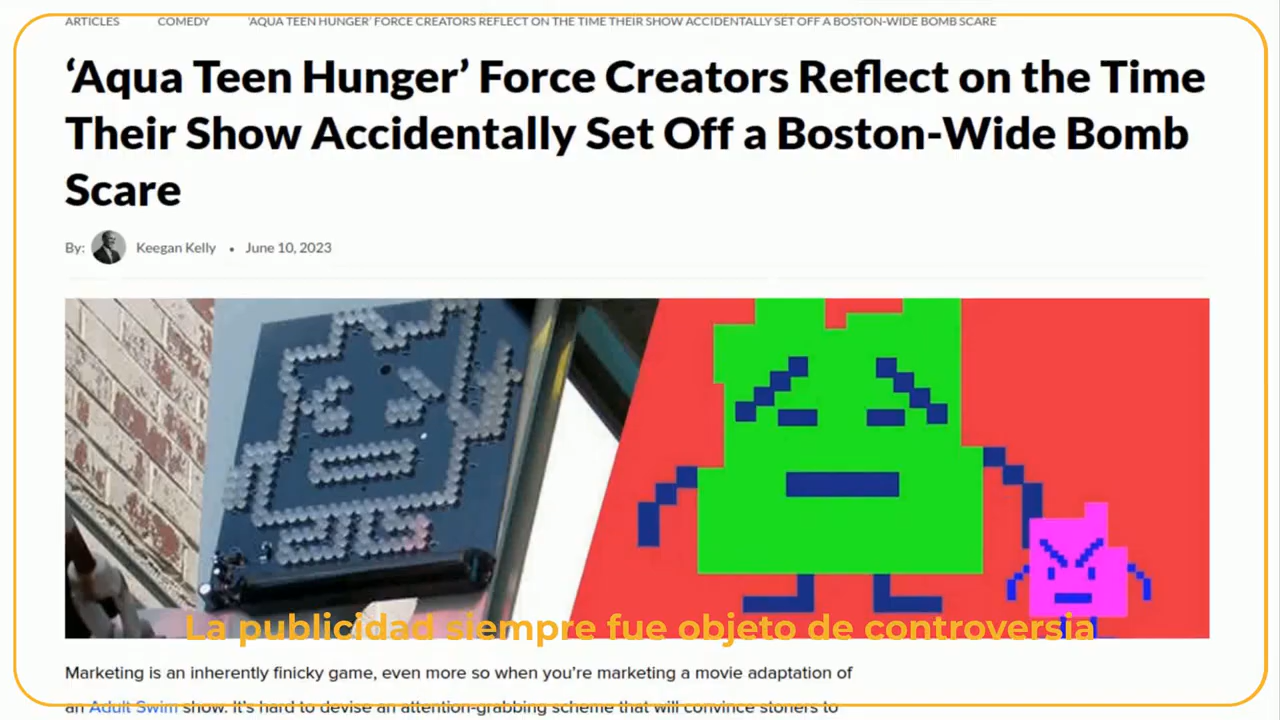 ARTICLES COMEDY 'AQUA TEEN HUNGER' FORCE CREATORS REFLECT ON THE TIME THEIR SHOW ACCIDENTALLY SET OFF A BOSTON-WIDE BOMB SCARE
‘Aqua Teen Hunger’ Force Creators Reflect on the Time
Their Show Accidentally Set Off a Boston-Wide Bomb
Scare
By: Keegan Kelly • June 10, 2023
La publicidad siempre fue objeto de controversia
Marketing is an inherently finicky game, even more so when you’re marketing a movie adaptation of
an Adult Swim show. It’s hard to devise an attention-grabbing scheme that will convince stoners to